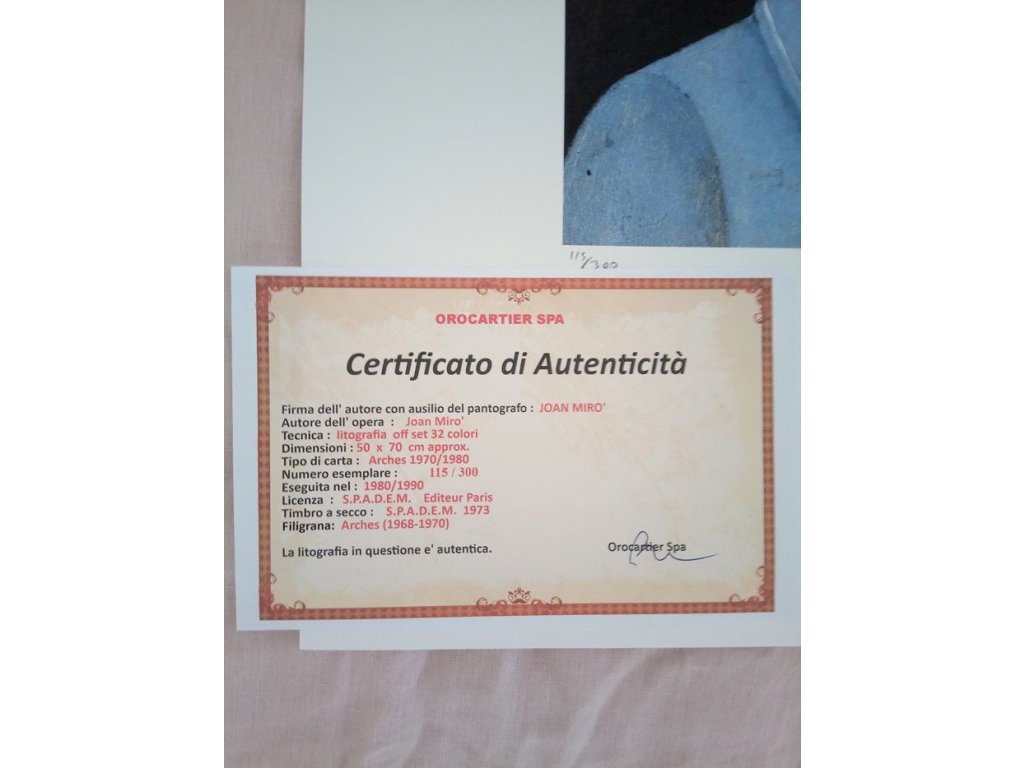 115/300
OROCARTIER SPA
Certificato di Autenticità
Firma dell' autore con ausilio del pantografo : JOAN MIRO'
Autore dell' opera : Joan Miro'
Tecnica : litografia off set 32 colori
Dimensioni : 50 x 70 cm approx.
Tipo di carta : Arches 1970/1980
Numero esemplare : 115 / 300
Eseguita nel : 1980/1990
Licenza : S.P.A.D.E.M. Editeur Paris
Timbro a secco : S.P.A.D.E.M. 1973
Filigrana: Arches (1968-1970)
La litografia in questione e' autentica.
Orocartier Spa